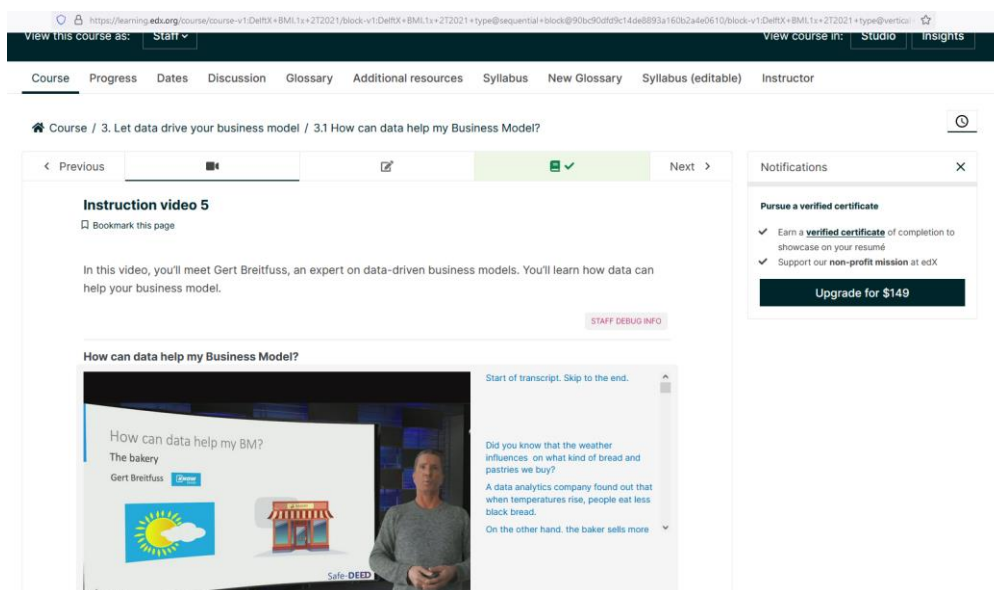 https://learning.edx.org/course/course-v1:DelftX+BMI.1x+2T2021/block-v1:DelftX+BMI.1x+2T2021+type@sequential+block@90bc90dfd9c14de8893a160b2a4e0610/block-v1:DelftX+BMI.1x+2T2021+type@vertical
View this course as: Staff
View course in: Studio Insights
Course Progress Dates Discussion Glossary Additional resources Syllabus New Glossary Syllabus (editable) Instructor
Course / 3. Let data drive your business model / 3.1 How can data help my Business Model?
Previous
Next
Instruction video 5
Bookmark this page
In this video, you'll meet Gert Breitfuss, an expert on data-driven business models. You'll learn how data can
help your business model.
STAFF DEBUG INFO
How can data help my Business Model?
How can data help my BM?
The bakery
Gert Breitfuss
Safe-DEED
Start of transcript. Skip to the end.
Did you know that the weather
influences on what kind of bread and
pastries we buy?
A data analytics company found out that
when temperatures rise, people eat less
black bread.
On the other hand. the baker sells more
Notifications
Pursue a verified certificate
Earn a verified certificate of completion to
showcase on your resumé
Support our non-profit mission at edX
Upgrade for $149